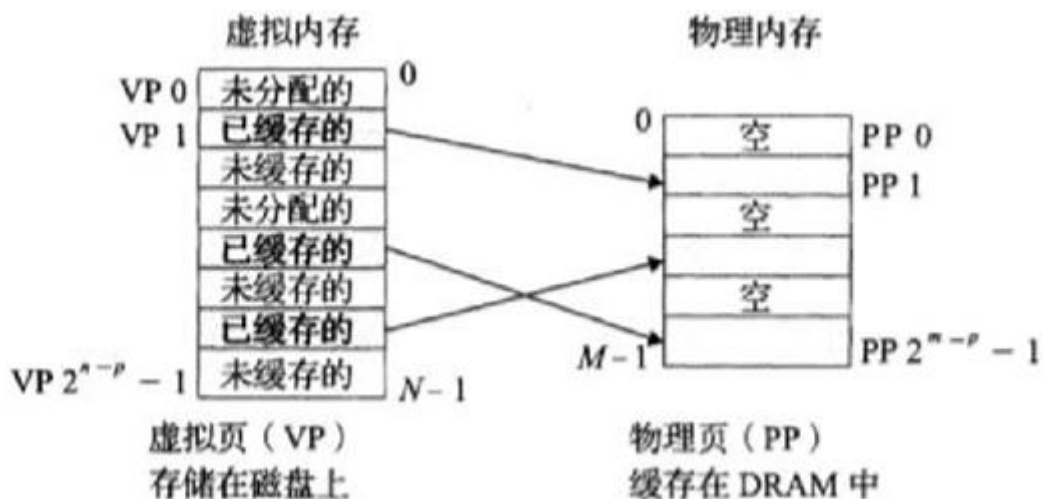 虚拟内存
物理内存
VP 0 未分配的 0
VP 1 已缓存的
未缓存的
未分配的
已缓存的
未缓存的
已缓存的
VP 2^{n-p} - 1 未缓存的 N-1
0 空 PP 0
PP 1
空
空
M-1 PP 2^{m-p} - 1
虚拟页（VP）
存储在磁盘上
物理页（PP）
缓存在 DRAM 中